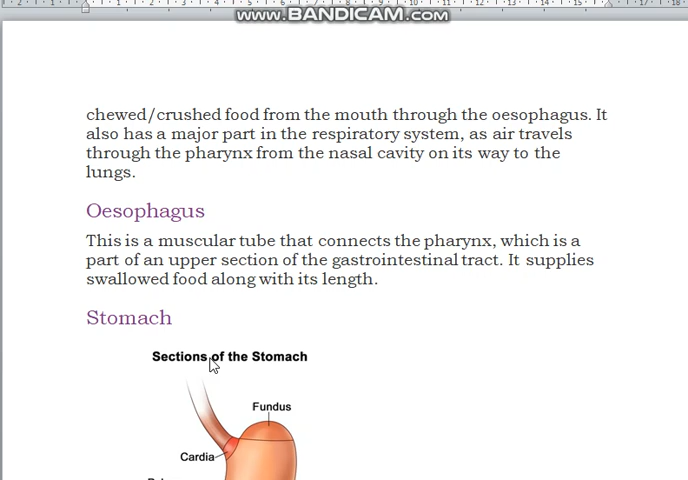 www.BANDICAM.com
chewed/crushed food from the mouth through the oesophagus. It
also has a major part in the respiratory system, as air travels
through the pharynx from the nasal cavity on its way to the
lungs.
Oesophagus
This is a muscular tube that connects the pharynx, which is a
part of an upper section of the gastrointestinal tract. It supplies
swallowed food along with its length.
Stomach
Sections of the Stomach
Fundus
Cardia